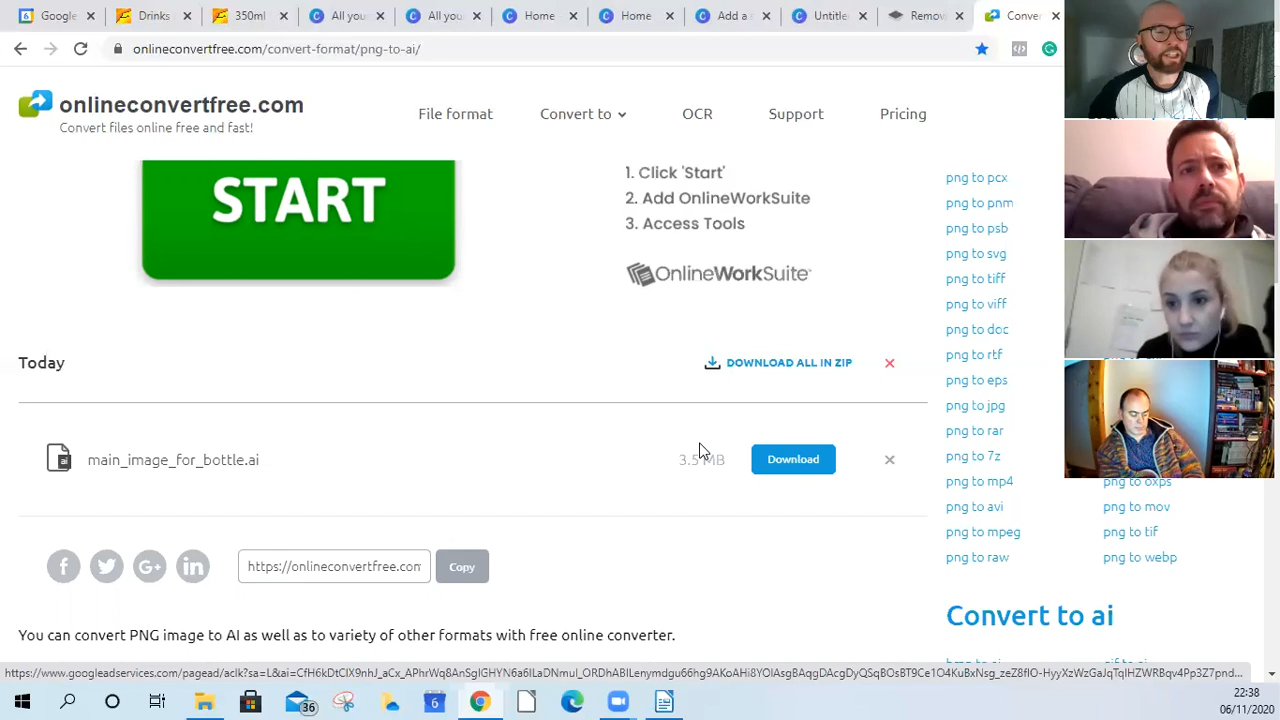 Google
Drinks
350ml
All your
All you
Home
Home
Add a
Untitle
Remov
Conver
onlineconvertfree.com/convert-format/png-to-ai/
onlineconvertfree.com
Convert files online free and fast!
File format
Convert to
OCR
Support
Pricing
START
1. Click 'Start'
2. Add OnlineWorkSuite
3. Access Tools
OnlineWorkSuite
Today
DOWNLOAD ALL IN ZIP
main_image_for_bottle.ai
3.5 MB
Download
https://onlineconvertfree.com
Copy
You can convert PNG image to AI as well as to variety of other formats with free online converter.
png to pcx
png to pnm
png to psb
png to svg
png to tiff
png to viff
png to doc
png to rtf
png to eps
png to jpg
png to rar
png to 7z
png to mp4
png to oxps
png to avi
png to mov
png to mpeg
png to tif
png to raw
png to webp
Convert to ai
36
6
22:38
06/11/2020